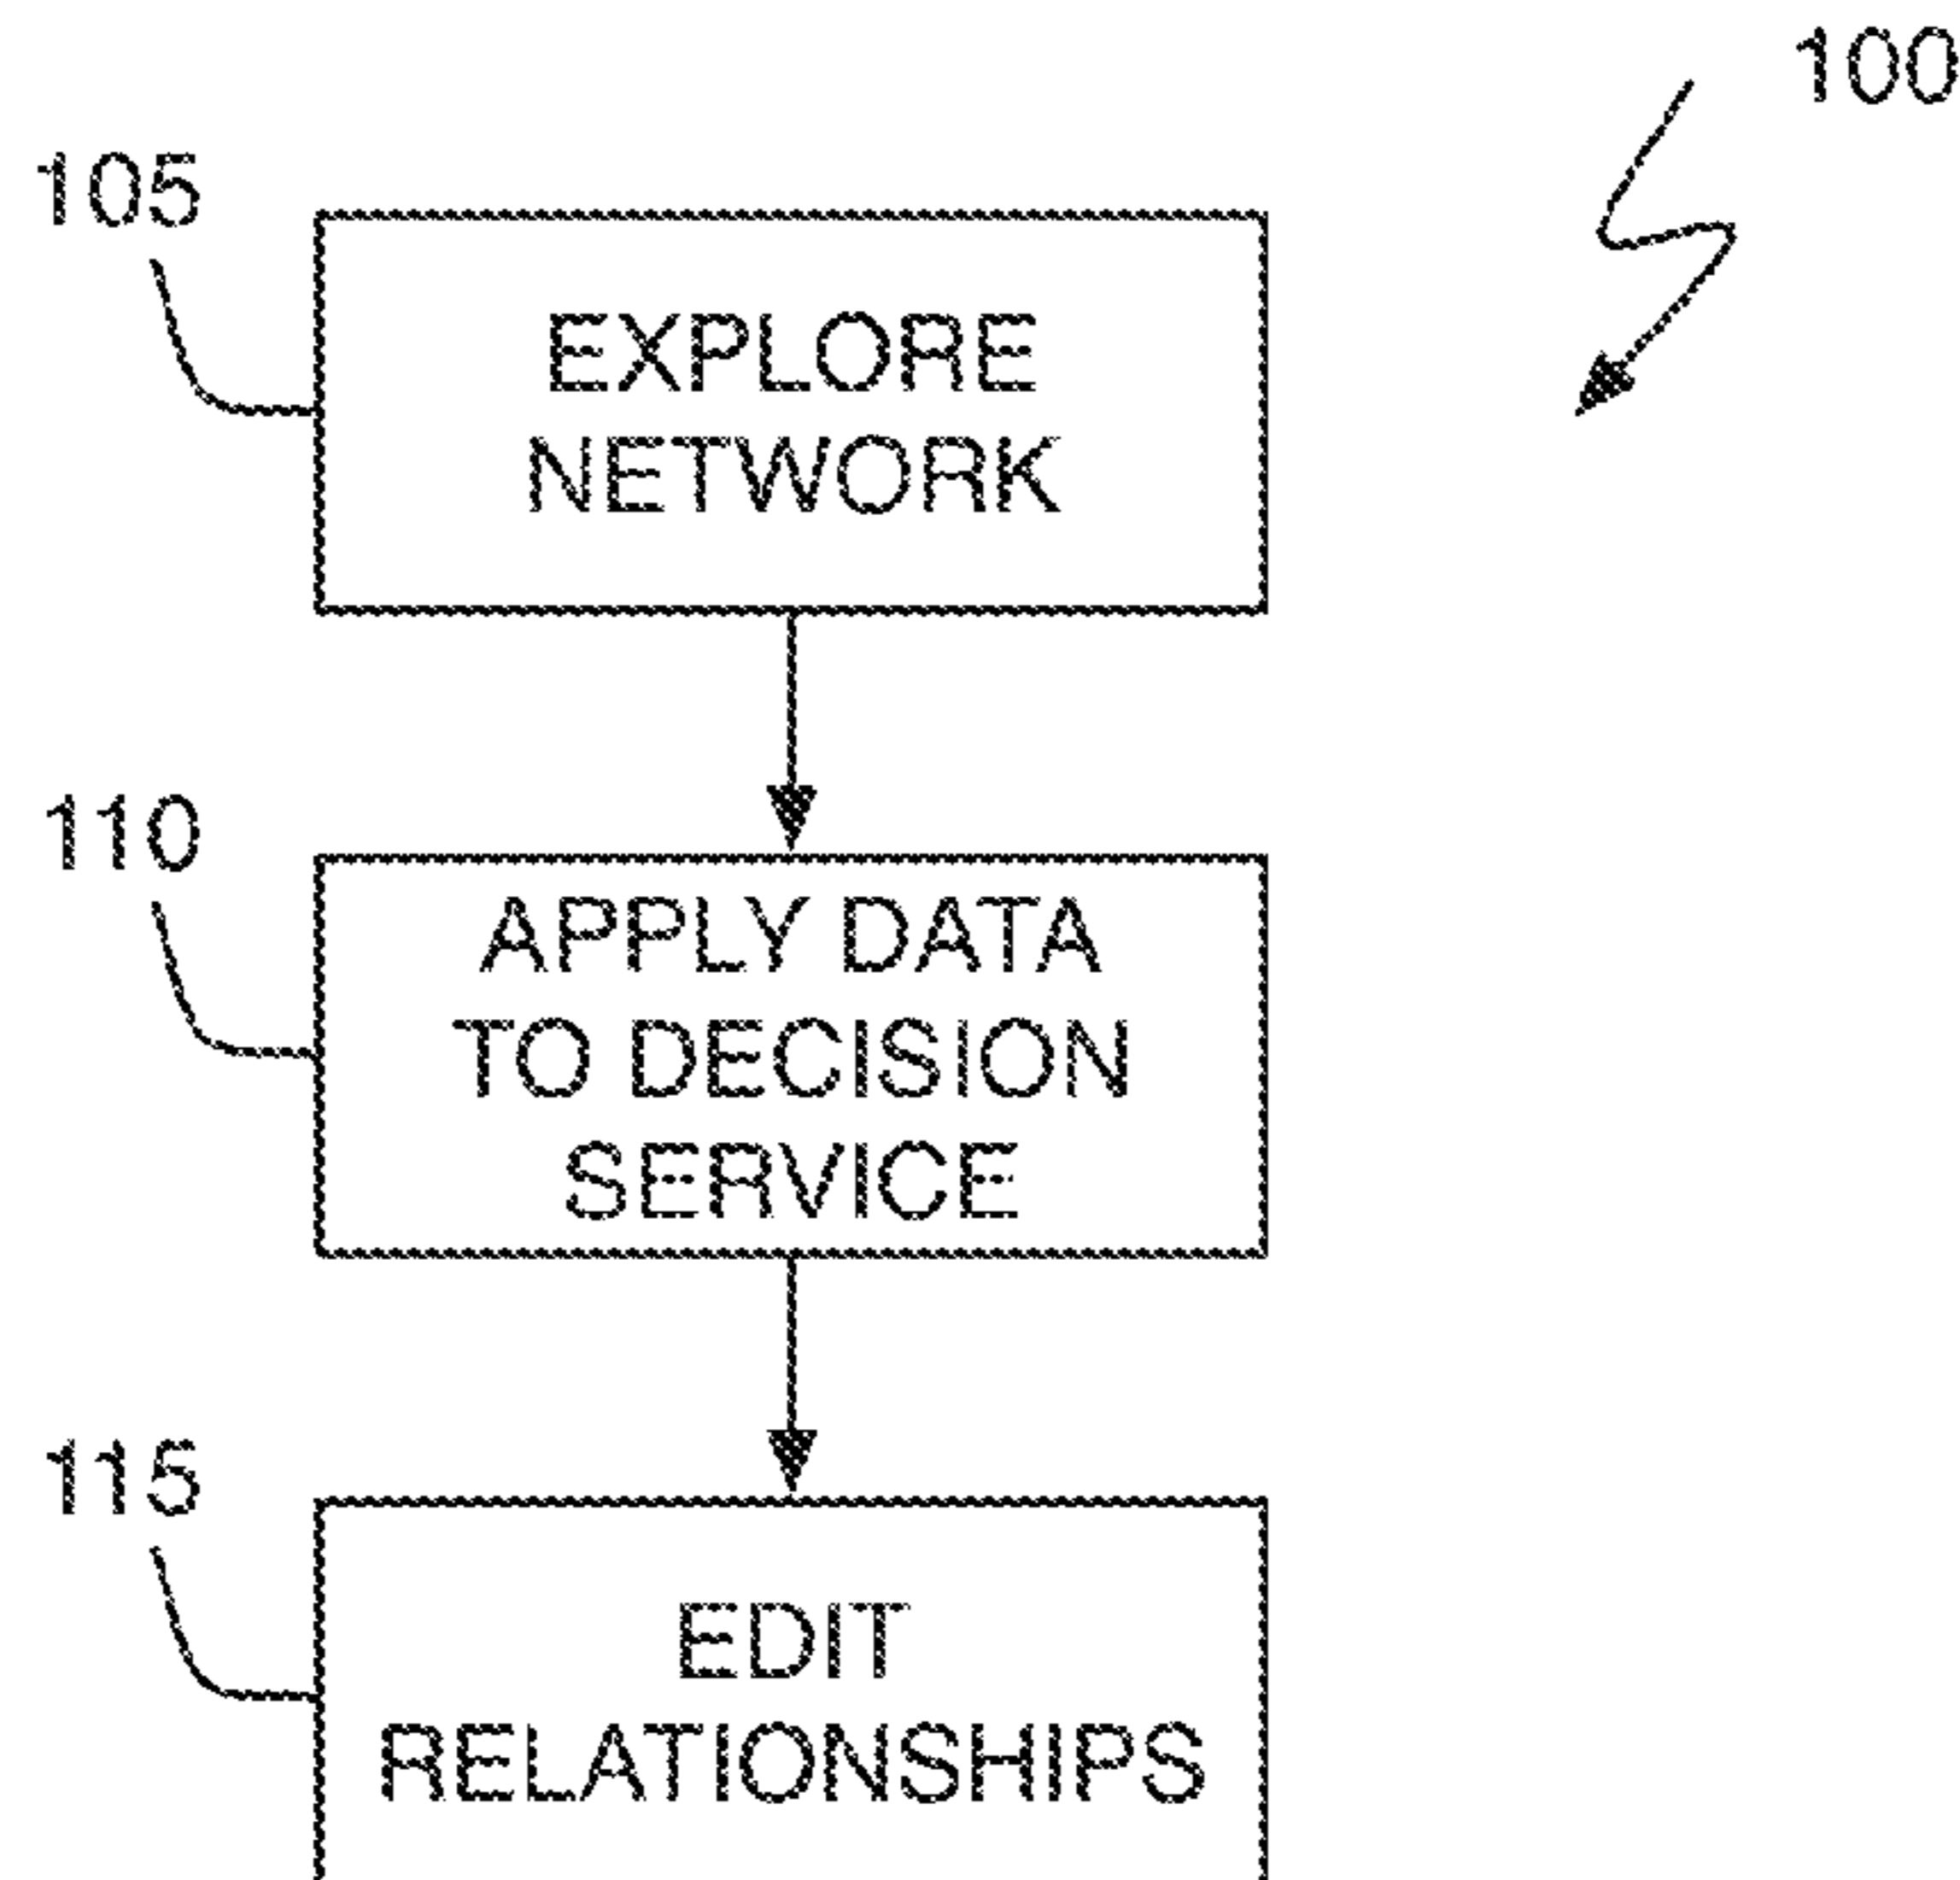 100
105
EXPLORE
NETWORK
110
APPLY DATA
TO DECISION
SERVICE
115
EDIT
RELATIONSHIPS